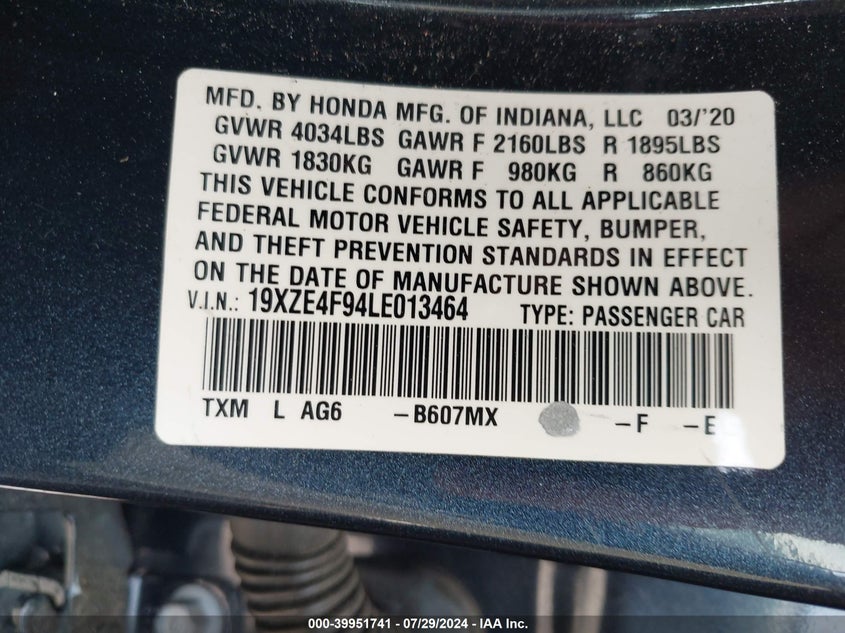 MFD. BY HONDA MFG. OF INDIANA, LLC 03/'20
GVWR 4034LBS GAWR F 2160LBS R 1895LBS
GVWR 1830KG GAWR F 980KG R 860KG
THIS VEHICLE CONFORMS TO ALL APPLICABLE
FEDERAL MOTOR VEHICLE SAFETY, BUMPER,
AND THEFT PREVENTION STANDARDS IN EFFECT
ON THE DATE OF MANUFACTURE SHOWN ABOVE.
V.I.N.: 19XZE4F94LE013464 TYPE: PASSENGER CAR
TXM L AG6 -B607MX -F -E
000-39951741 - 07/29/2024 - IAA Inc.